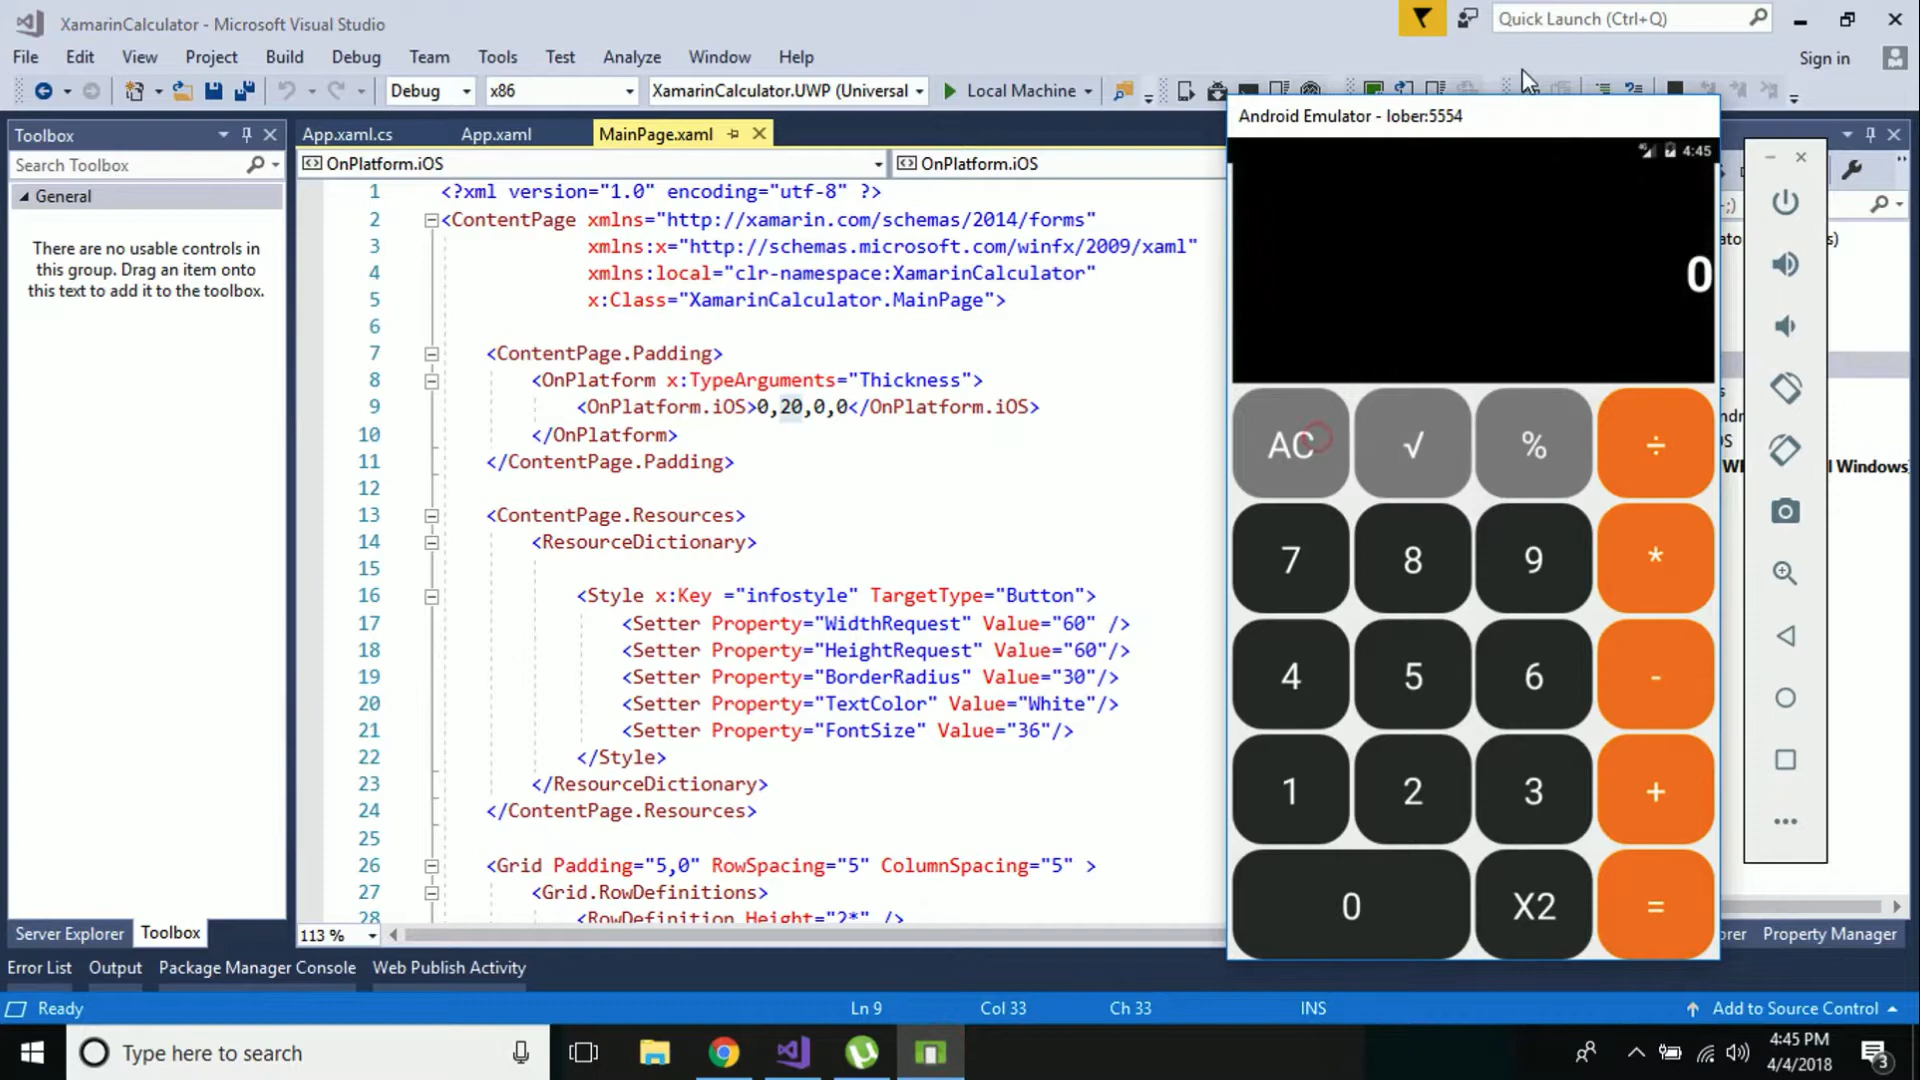 XamarinCalculator - Microsoft Visual Studio
Quick Launch (Ctrl+Q)
File Edit View Project Build Debug Team Tools Test Analyze Window Help
Sign in
Debug x86 XamarinCalculator.UWP (Universal Local Machine
Toolbox
App.xaml.cs App.xaml MainPage.xaml
Search Toolbox
OnPlatform.iOS OnPlatform.iOS
General
There are no usable controls in
this group. Drag an item onto
this text to add it to the toolbox.
1 <?xml version="1.0" encoding="utf-8" ?>
2 <ContentPage xmlns="http://xamarin.com/schemas/2014/forms"
3 xmlns:x="http://schemas.microsoft.com/winfx/2009/xaml"
4 xmlns:local="clr-namespace:XamarinCalculator"
5 x:Class="XamarinCalculator.MainPage">
6
7 <ContentPage.Padding>
8 <OnPlatform x:TypeArguments="Thickness">
9 <OnPlatform.iOS>0,20,0,0</OnPlatform.iOS>
10 </OnPlatform>
11 </ContentPage.Padding>
12
13 <ContentPage.Resources>
14 <ResourceDictionary>
15
16 <Style x:Key ="infostyle" TargetType="Button">
17 <Setter Property="WidthRequest" Value="60" />
18 <Setter Property="HeightRequest" Value="60"/>
19 <Setter Property="BorderRadius" Value="30"/>
20 <Setter Property="TextColor" Value="White"/>
21 <Setter Property="FontSize" Value="36"/>
22 </Style>
23 </ResourceDictionary>
24 </ContentPage.Resources>
25
26 <Grid Padding="5,0" RowSpacing="5" ColumnSpacing="5" >
27 <Grid.RowDefinitions>
28 <RowDefinition Height="2*" />
113 %
Android Emulator - lober:5554
4:45
0
AC √ % ÷
7 8 9 *
4 5 6 -
1 2 3 +
0 X2 =
Server Explorer Toolbox
Property Manager
Error List Output Package Manager Console Web Publish Activity
Ready Ln 9 Col 33 Ch 33 INS Add to Source Control
Type here to search
4:45 PM
4/4/2018
3